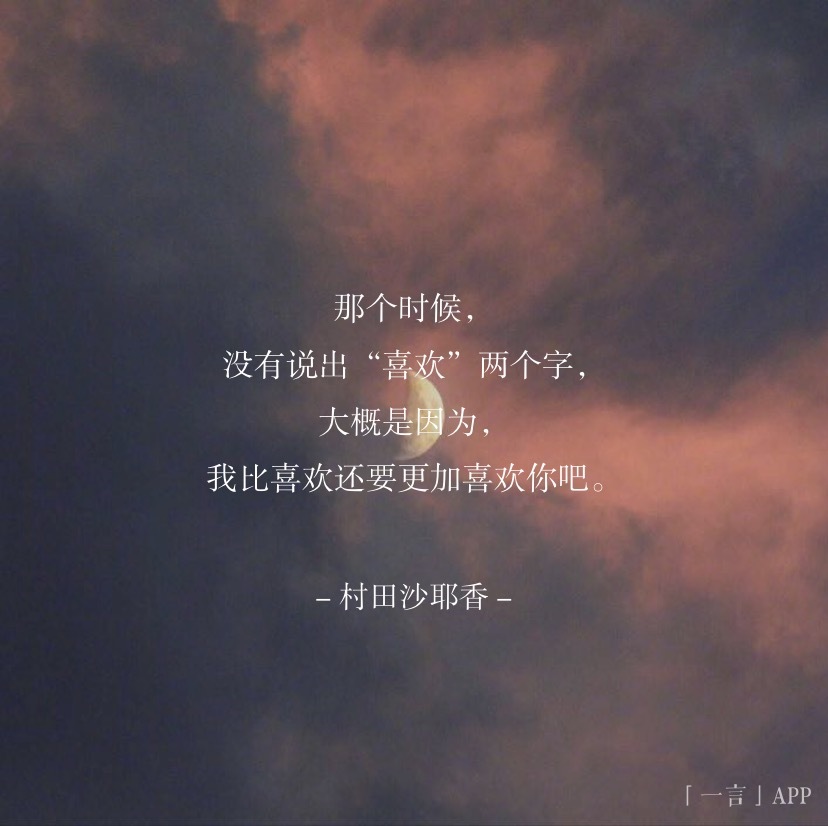 那个时候，
没有说出“喜欢”两个字，
大概是因为，
我比喜欢还要更加喜欢你吧。
– 村田沙耶香 –
「一言」APP